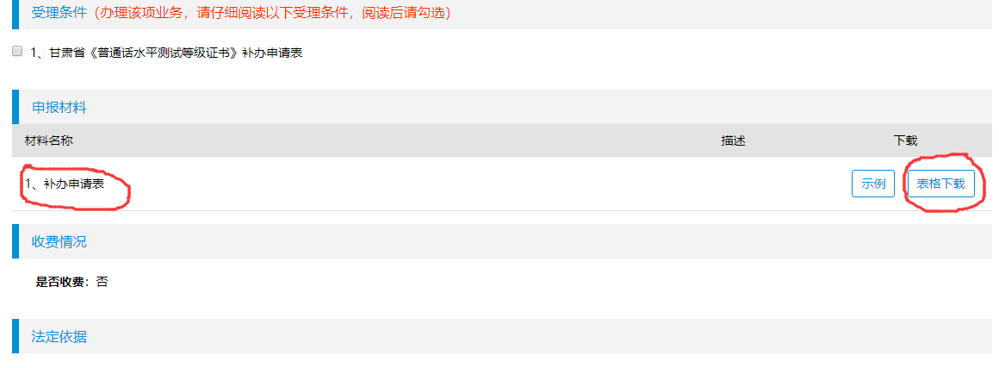 受理条件（办理该项业务，请仔细阅读以下受理条件，阅读后请勾选）
1、甘肃省《普通话水平测试等级证书》补办申请表
申报材料
材料名称 描述 下载
1、补办申请表 示例 表格下载
收费情况
是否收费：否
法定依据